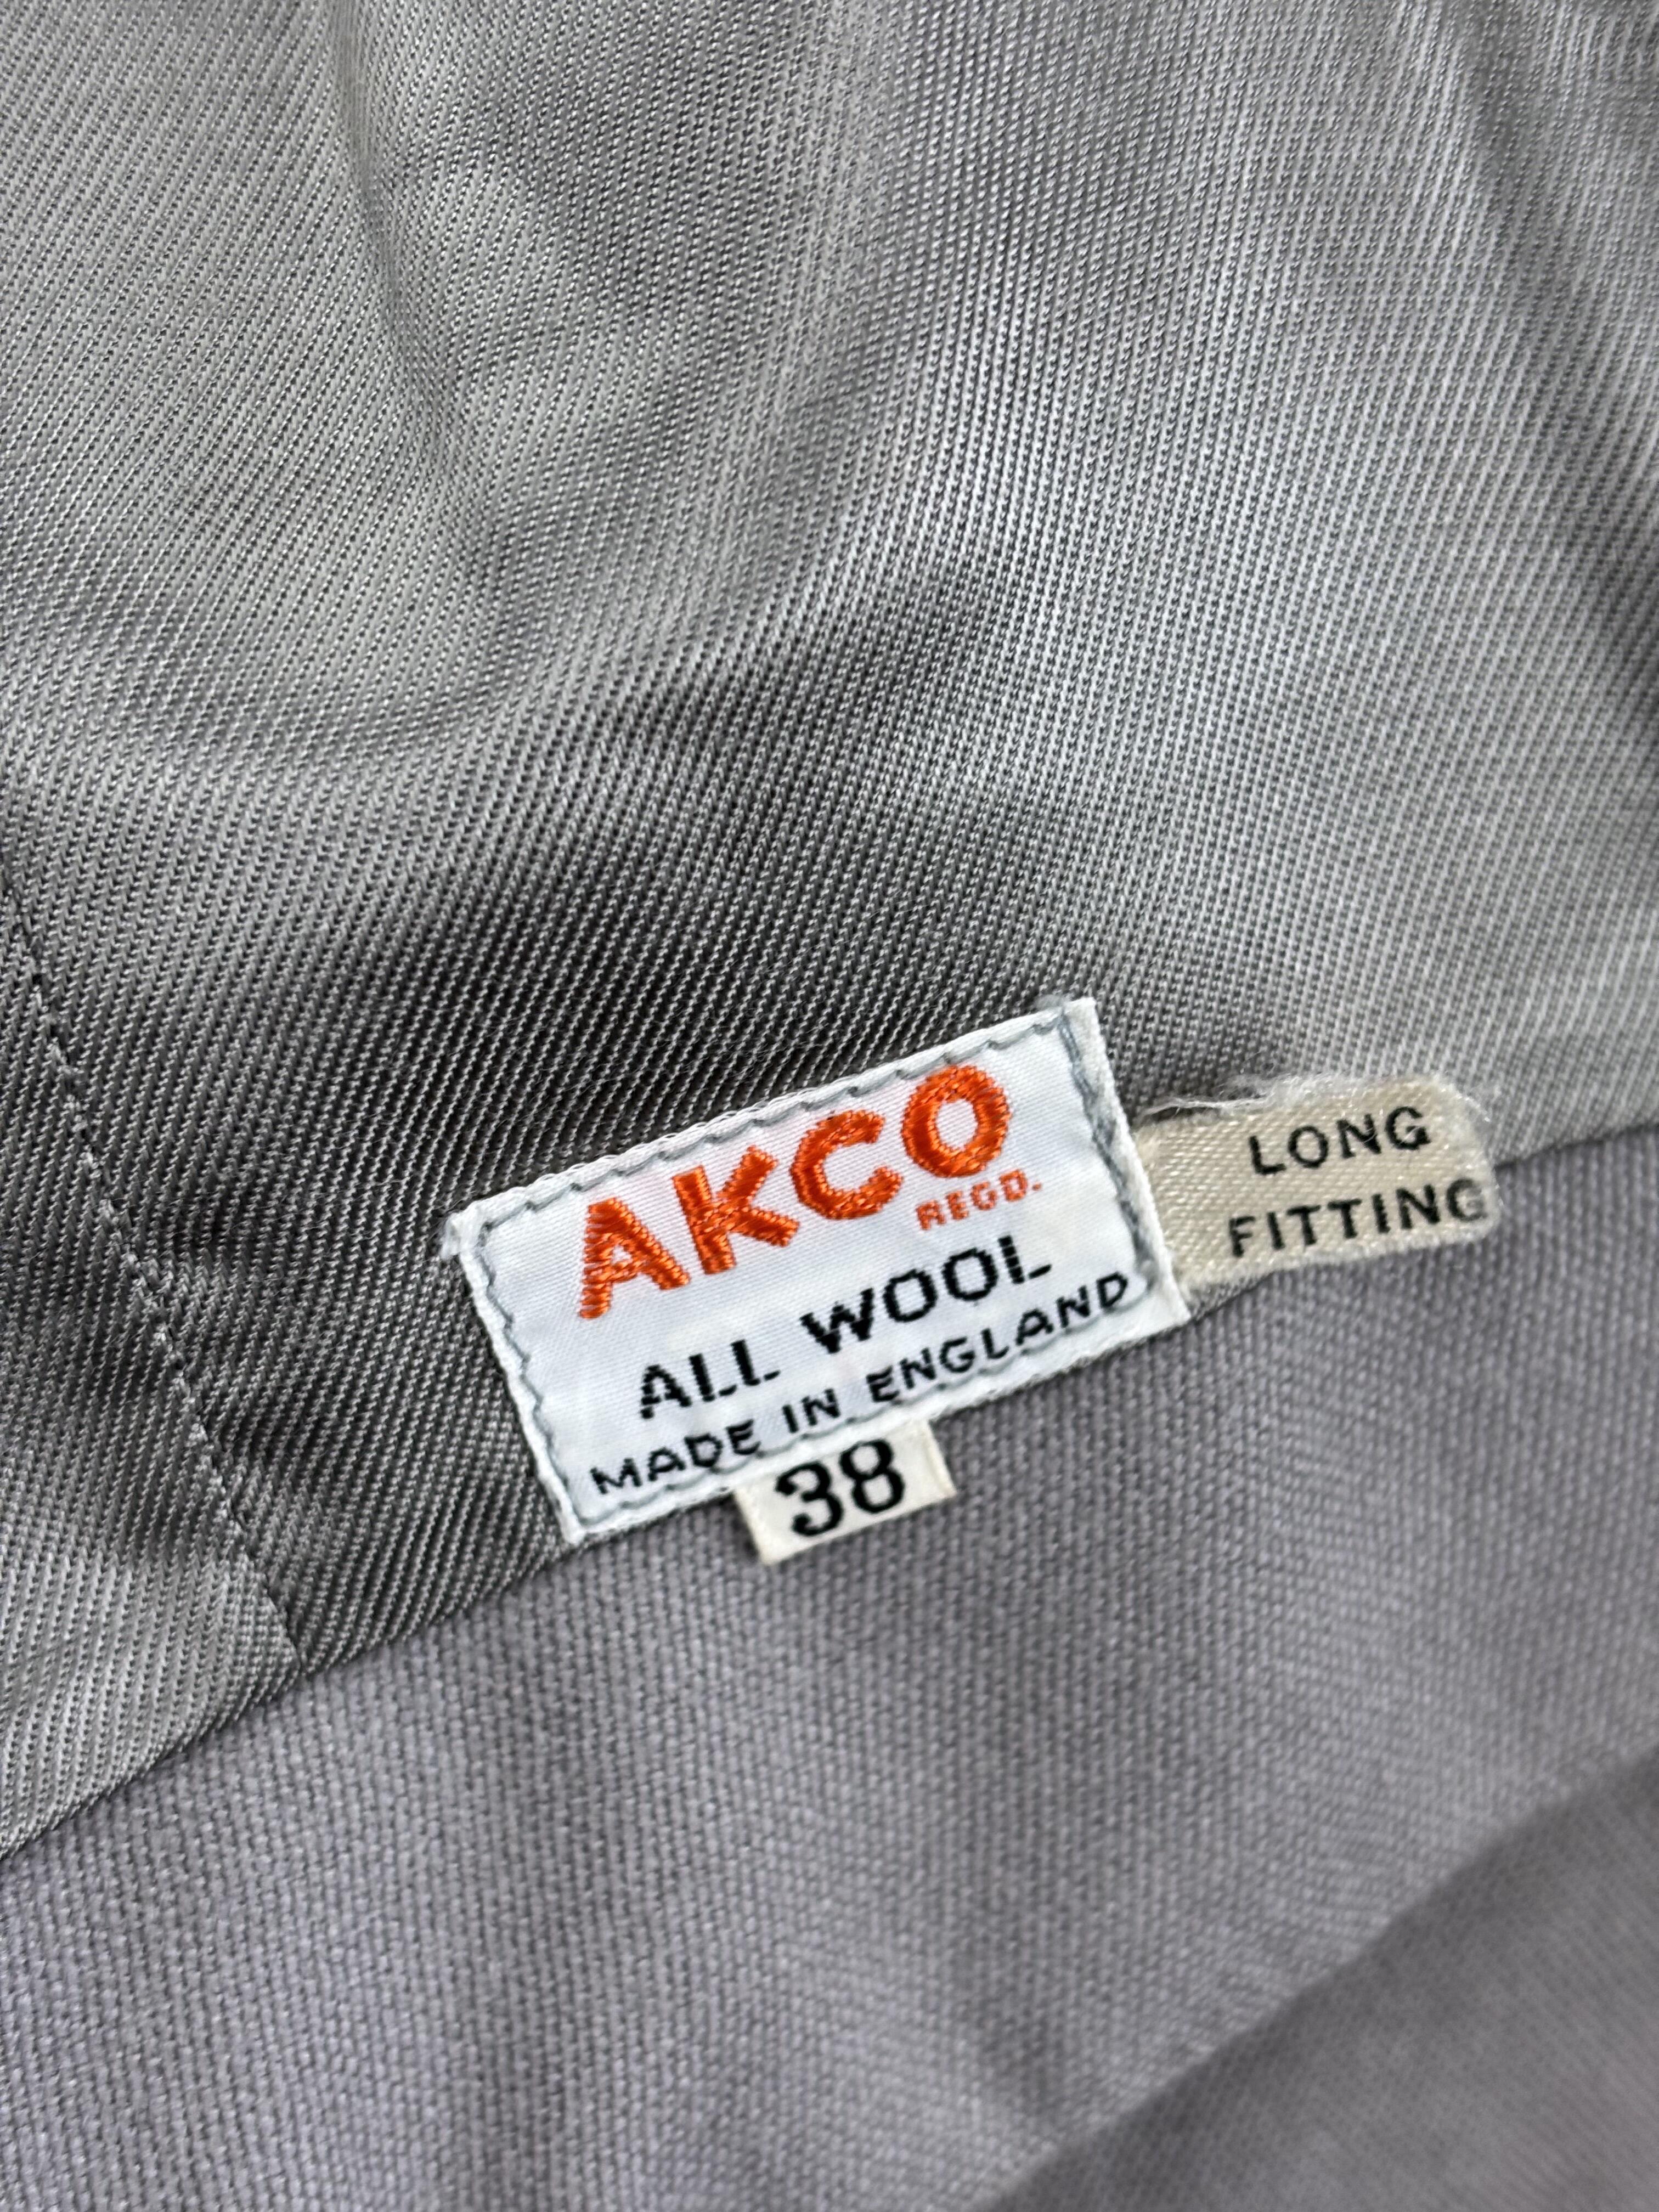 AKCO
REGD.
ALL WOOL
MADE IN ENGLAND
38
LONG
FITTING